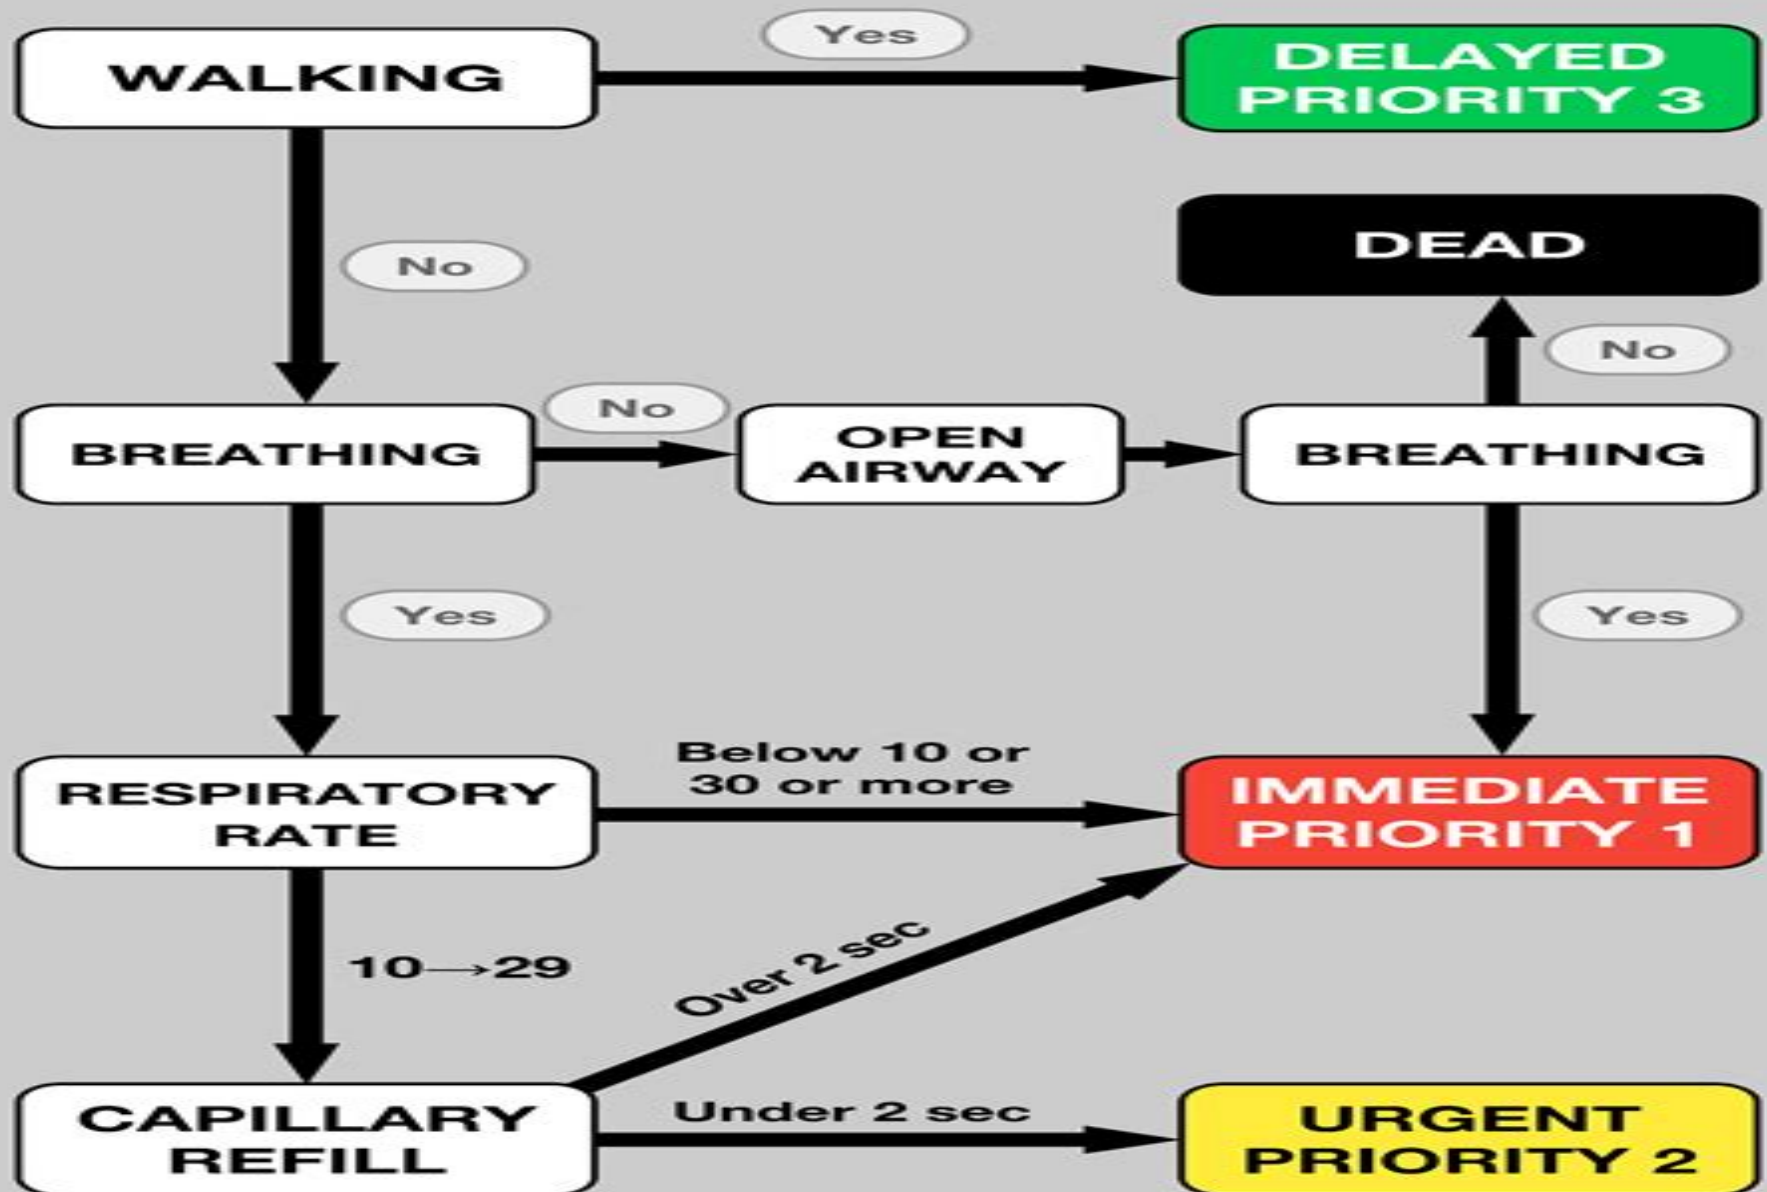 WALKING
Yes
DELAYED
PRIORITY 3
No
DEAD
No
BREATHING
No
OPEN
AIRWAY
BREATHING
Yes
Yes
RESPIRATORY
RATE
Below 10 or
30 or more
IMMEDIATE
PRIORITY 1
10→29
Over 2 sec
CAPILLARY
REFILL
Under 2 sec
URGENT
PRIORITY 2